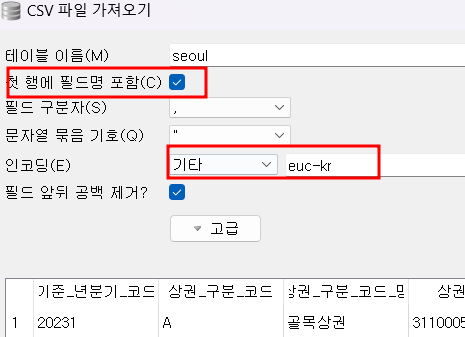 CSV 파일 가져오기
테이블 이름(M) seoul
첫 행에 필드명 포함(C)
필드 구분자(S) ,
문자열 묶음 기호(Q) "
인코딩(E) 기타 euc-kr
필드 앞뒤 공백 제거?
고급
기준_년분기_코드 상권_구분_코드 상권_구분_코드_명 상권
1 20231 A 골목상권 3110005